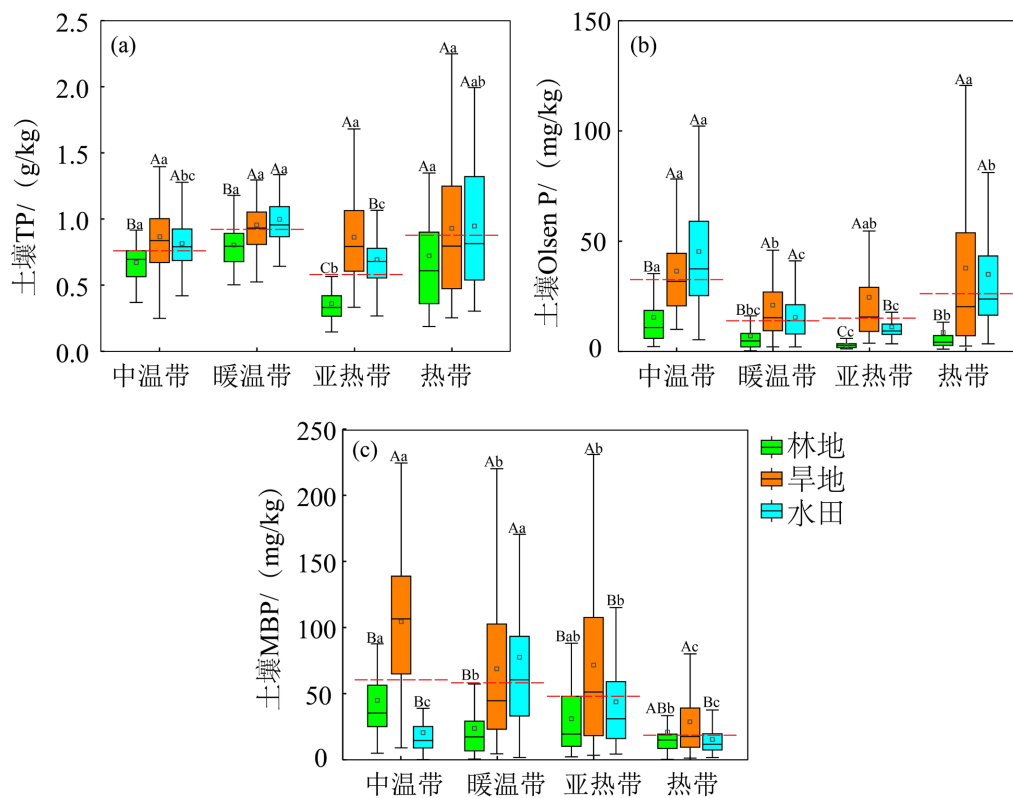 (a)
土壤TP/（g/kg）
2.5
2.0
1.5
1.0
0.5
0.0
Ba
Aa
Abc
Ba
Aa
Aa
Cb
Aa
Bc
Aa
Aa
Aab
中温带
暖温带
亚热带
热带
(b)
土壤Olsen P/（mg/kg）
150
100
50
0
Ba
Aa
Aa
Bbc
Ab
Ac
Cc
Aab
Bc
Bb
Aa
Ab
中温带
暖温带
亚热带
热带
(c)
土壤MBP/（mg/kg）
250
200
150
100
50
0
Ba
Aa
Bc
Bb
Ab
Aa
Bab
Ab
Bb
ABb
Ac
Bc
中温带
暖温带
亚热带
热带
林地
旱地
水田